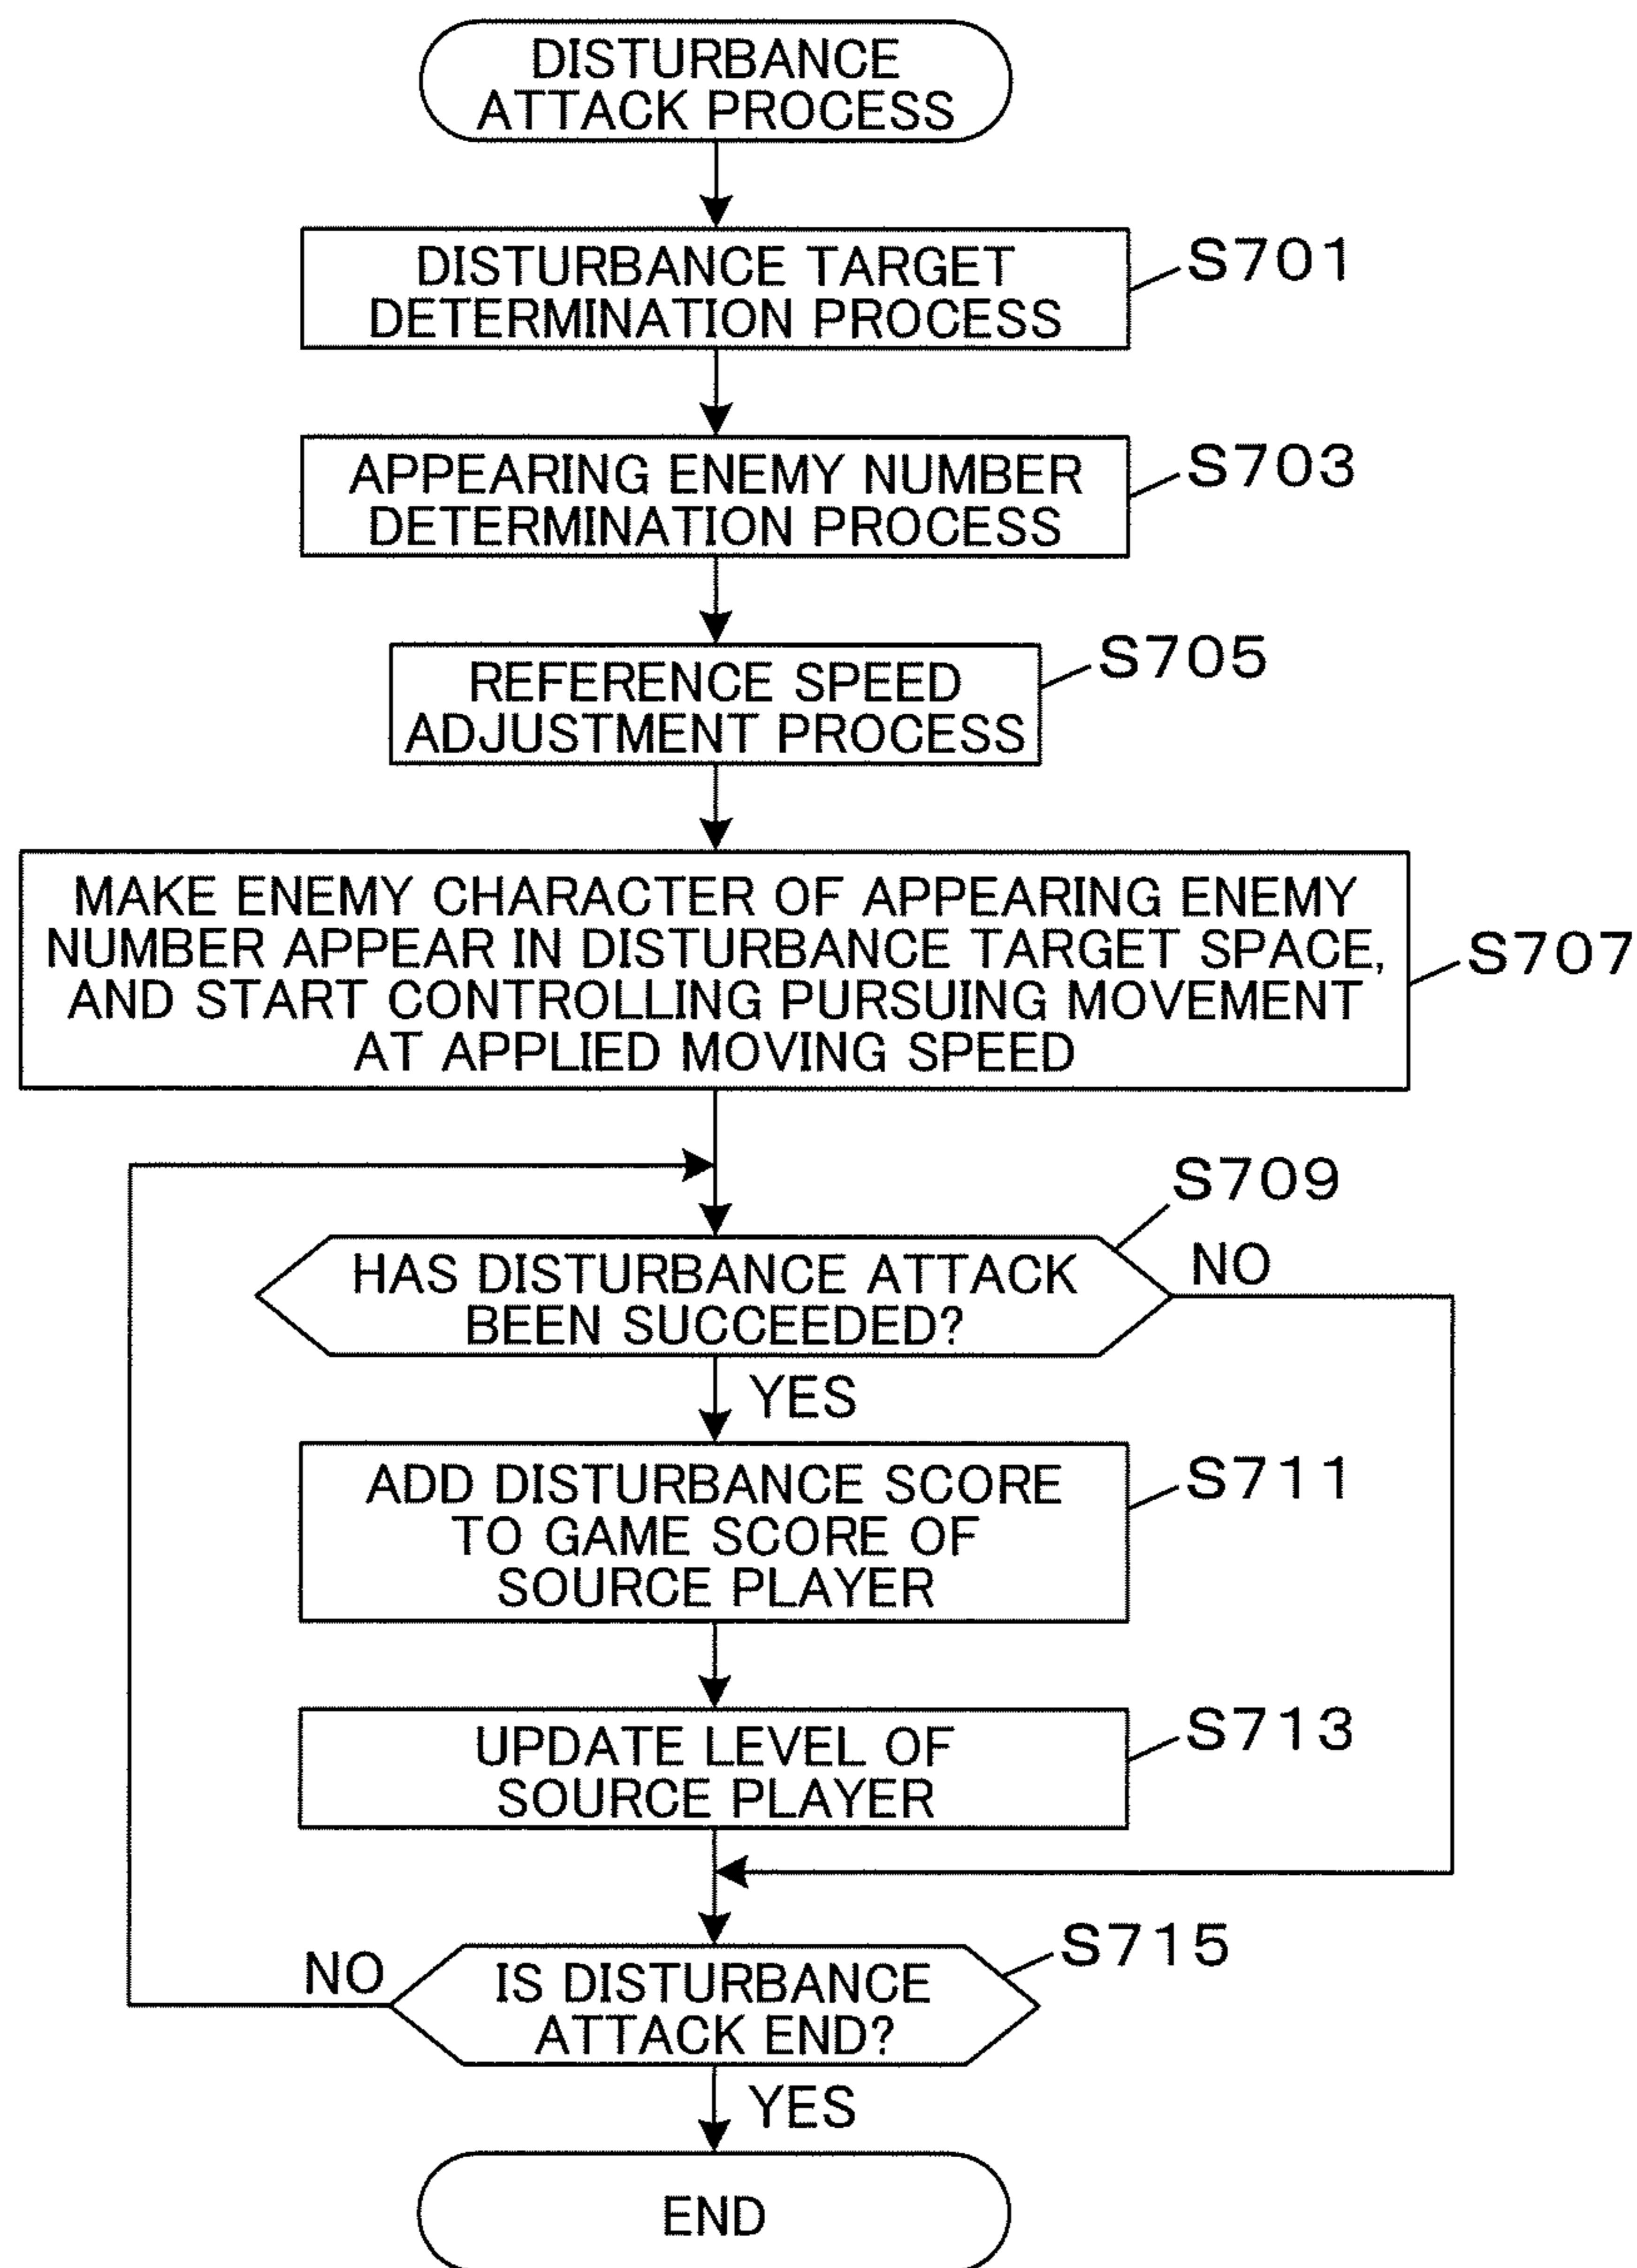 DISTURBANCE
ATTACK PROCESS
DISTURBANCE TARGET
DETERMINATION PROCESS
S701
APPEARING ENEMY NUMBER
DETERMINATION PROCESS
S703
REFERENCE SPEED
ADJUSTMENT PROCESS
S705
MAKE ENEMY CHARACTER OF APPEARING ENEMY
NUMBER APPEAR IN DISTURBANCE TARGET SPACE,
AND START CONTROLLING PURSUING MOVEMENT
AT APPLIED MOVING SPEED
S707
S709
HAS DISTURBANCE ATTACK
BEEN SUCCEEDED?
NO
YES
ADD DISTURBANCE SCORE
TO GAME SCORE OF
SOURCE PLAYER
S711
UPDATE LEVEL OF
SOURCE PLAYER
S713
S715
NO
IS DISTURBANCE
ATTACK END?
YES
END